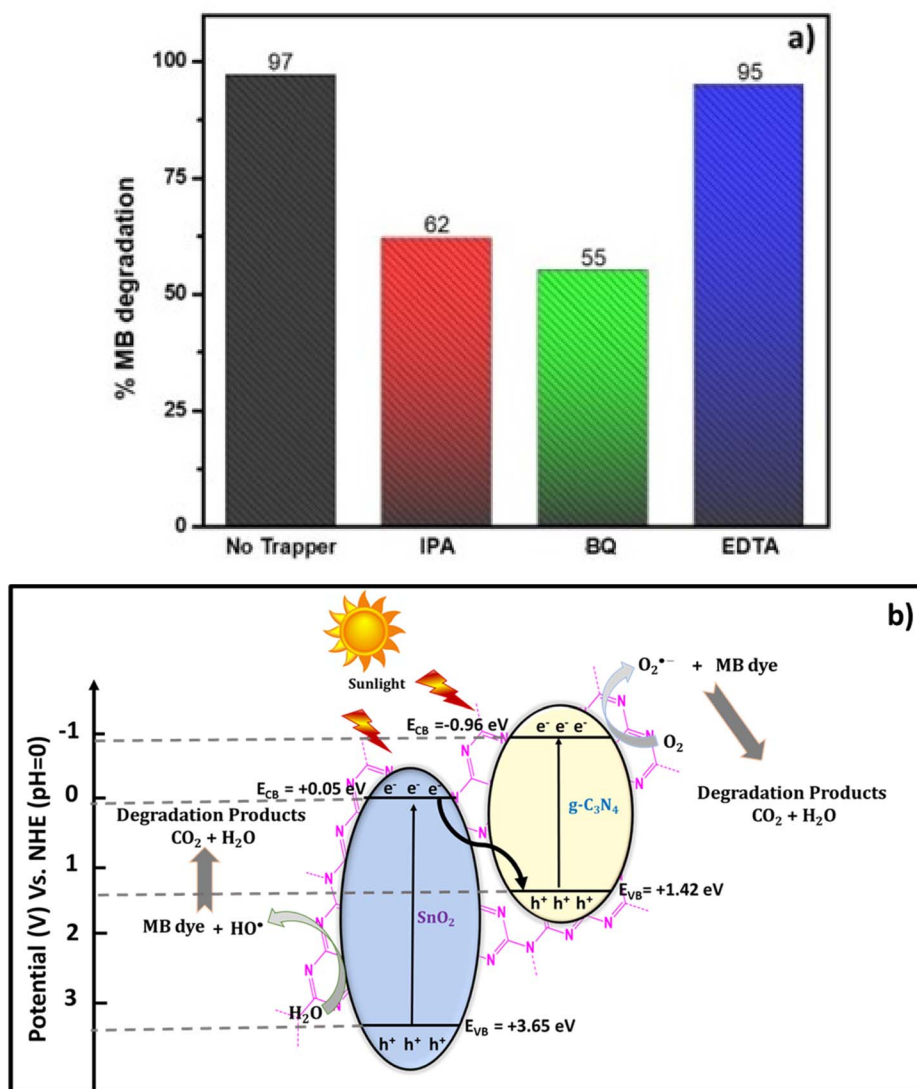 a)
% MB degradation
100
75
50
25
0
97
62
55
95
No Trapper IPA BQ EDTA
b)
Potential (V) Vs. NHE (pH=0)
-1
0
1
2
3
Sunlight
O₂•⁻ + MB dye
O₂
Degradation Products
CO₂ + H₂O
E_CB = -0.96 eV
e⁻ e⁻ e⁻
g-C₃N₄
E_VB = +1.42 eV
h⁺ h⁺ h⁺
E_CB = +0.05 eV
e⁻ e⁻ e⁻
SnO₂
E_VB = +3.65 eV
h⁺ h⁺ h⁺
Degradation Products
CO₂ + H₂O
MB dye + HO•
H₂O
N N N N N N N N N N N N N N N N N N N N